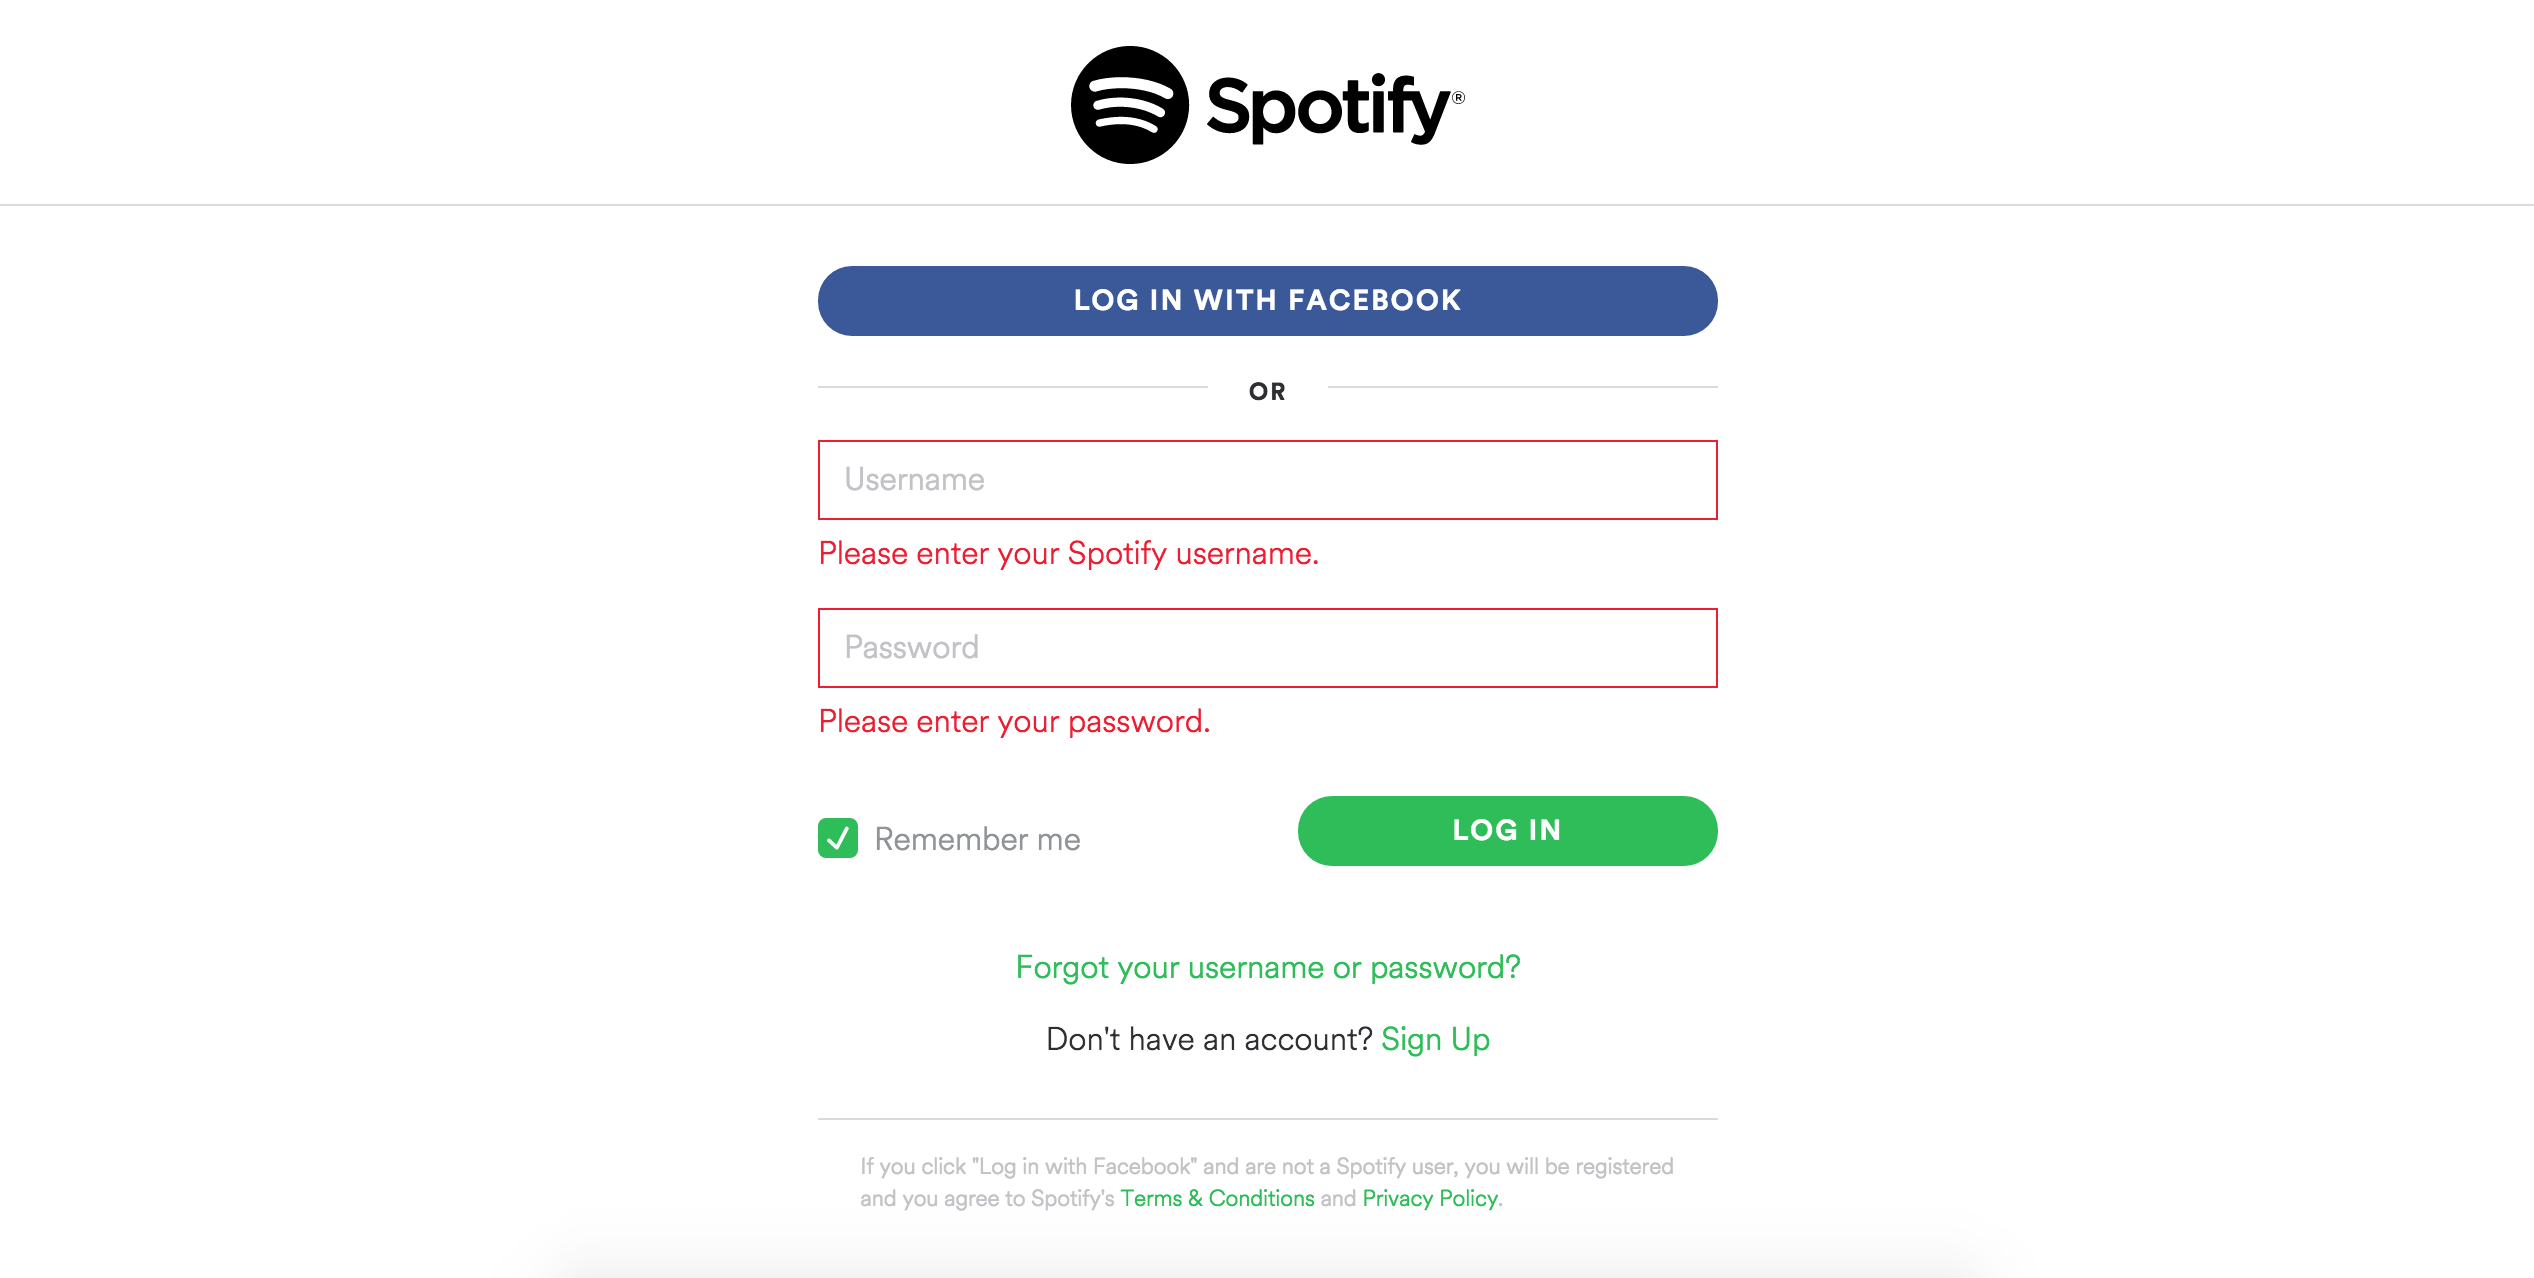 Spotify®
LOG IN WITH FACEBOOK
OR
Username
Please enter your Spotify username.
Password
Please enter your password.
Remember me
LOG IN
Forgot your username or password?
Don't have an account? Sign Up
If you click "Log in with Facebook" and are not a Spotify user, you will be registered
and you agree to Spotify's Terms & Conditions and Privacy Policy.